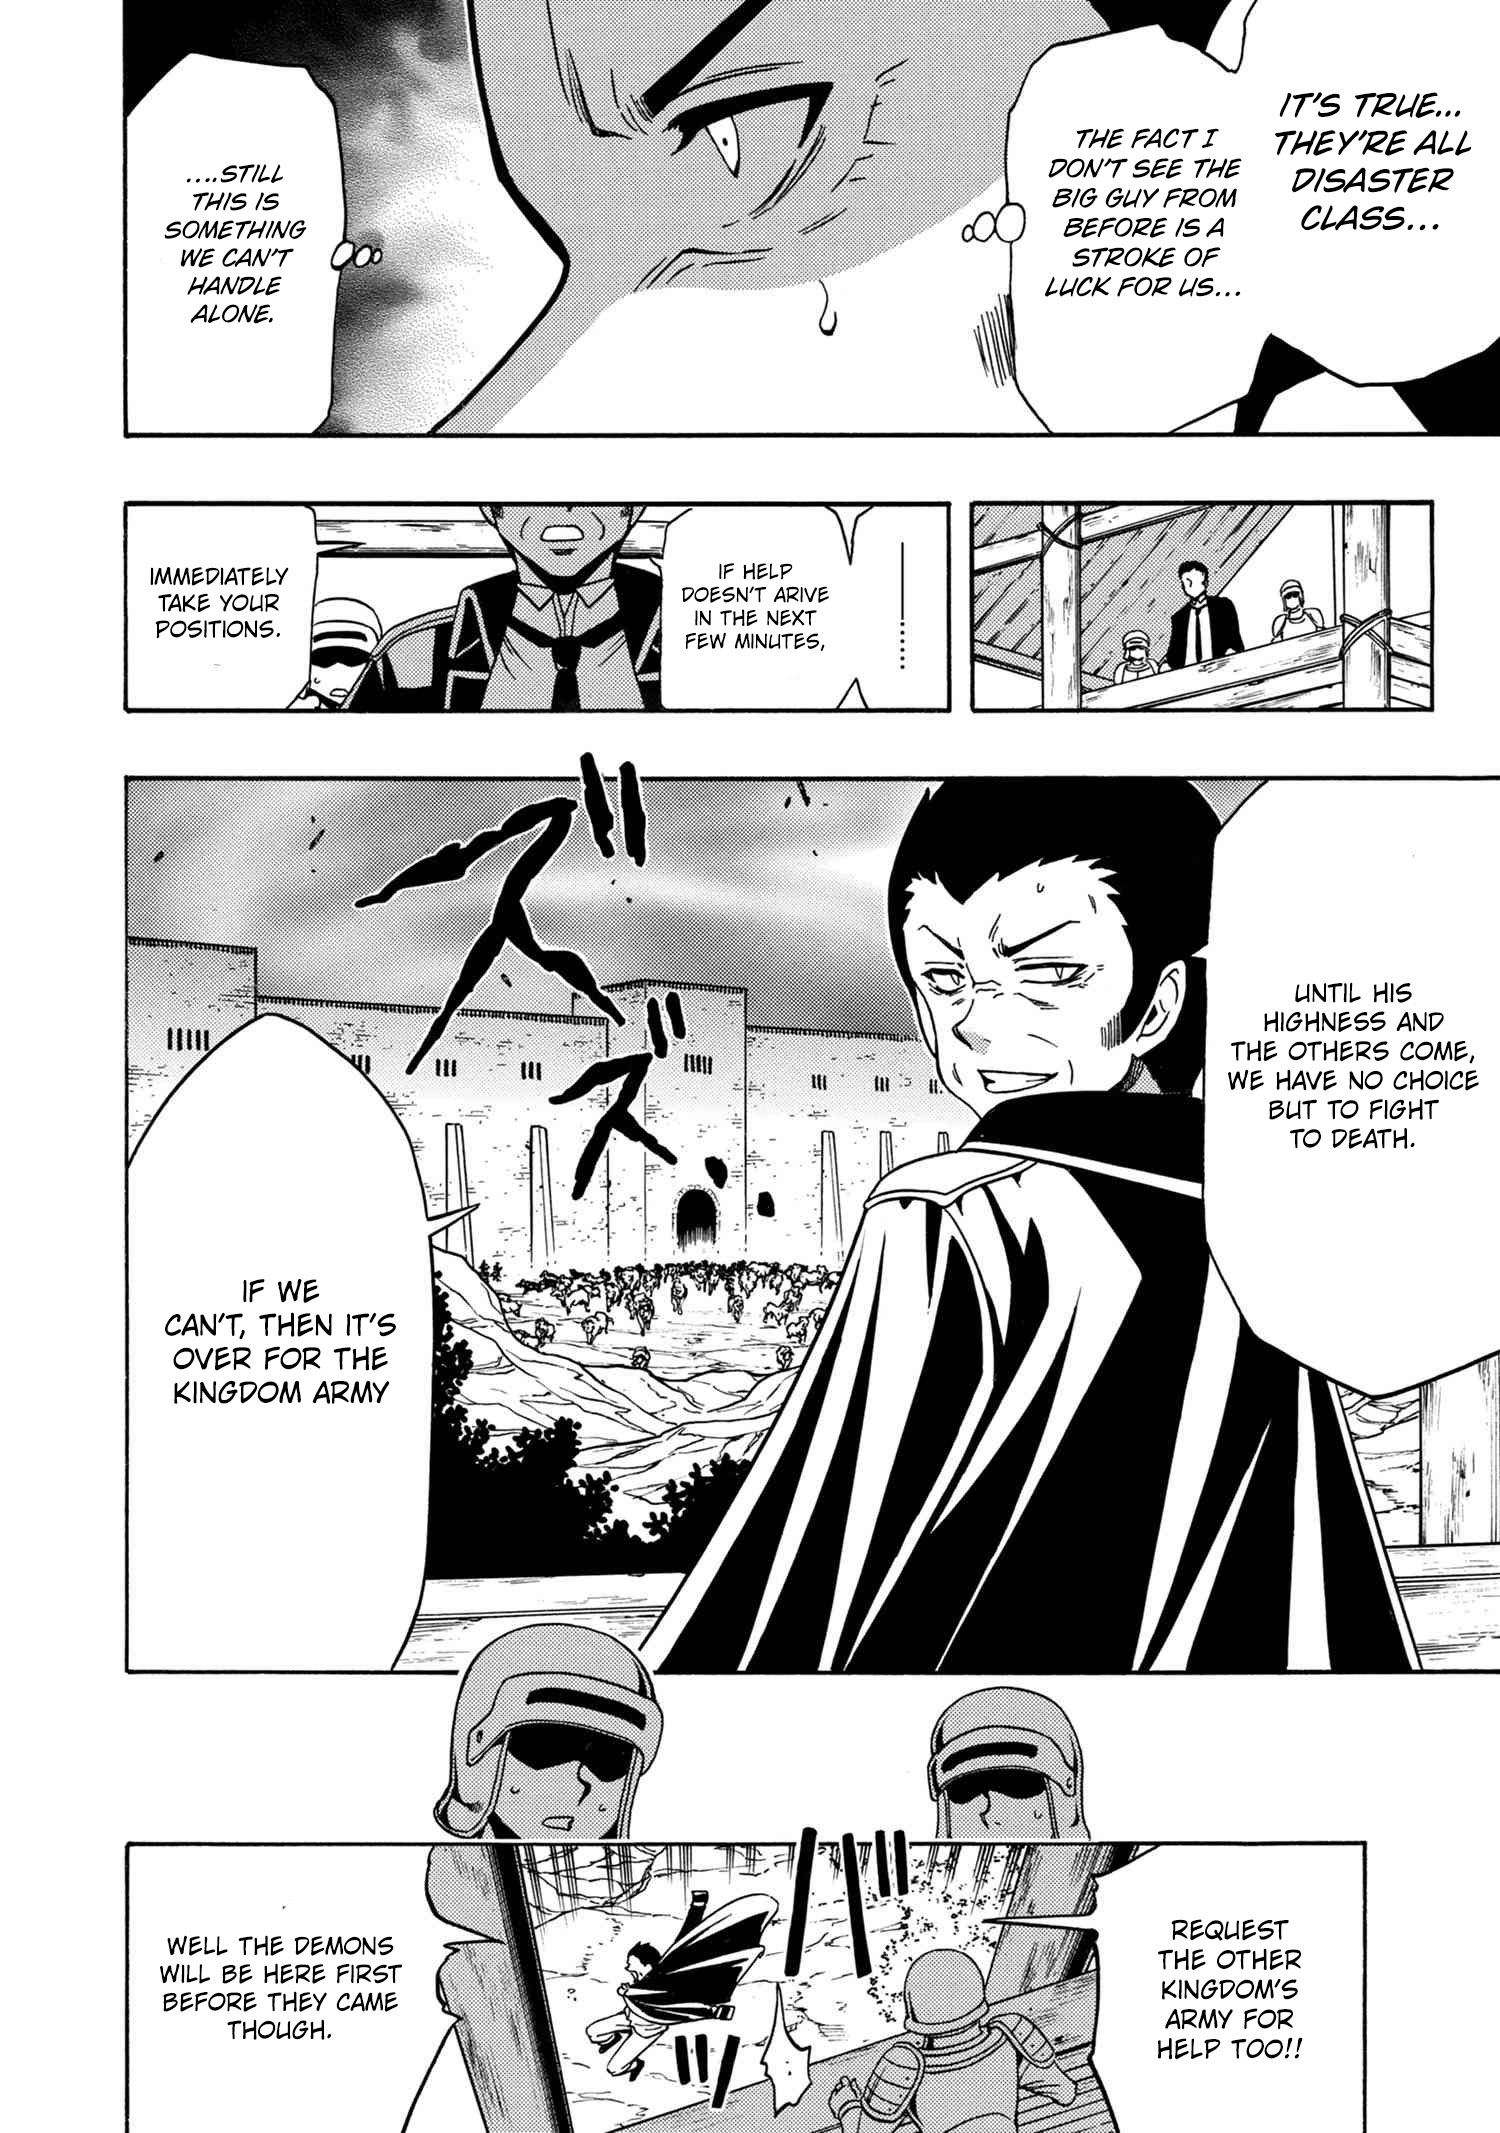 IT'S TRUE...
THEY'RE ALL
DISASTER
CLASS...
THE FACT I
DON'T SEE THE
BIG GUY FROM
BEFORE IS A
STROKE OF
LUCK FOR US...
....STILL
THIS IS
SOMETHING
WE CAN'T
HANDLE
ALONE.
IF HELP
DOESN'T ARIVE
IN THE NEXT
FEW MINUTES,
IMMEDIATELY
TAKE YOUR
POSITIONS.
UNTIL HIS
HIGHNESS AND
THE OTHERS COME,
WE HAVE NO CHOICE
BUT TO FIGHT
TO DEATH.
ズズ
IF WE
CAN'T, THEN IT'S
OVER FOR THE
KINGDOM ARMY
REQUEST
THE OTHER
KINGDOM'S
ARMY FOR
HELP TOO!!
WELL THE DEMONS
WILL BE HERE FIRST
BEFORE THEY CAME
THOUGH.